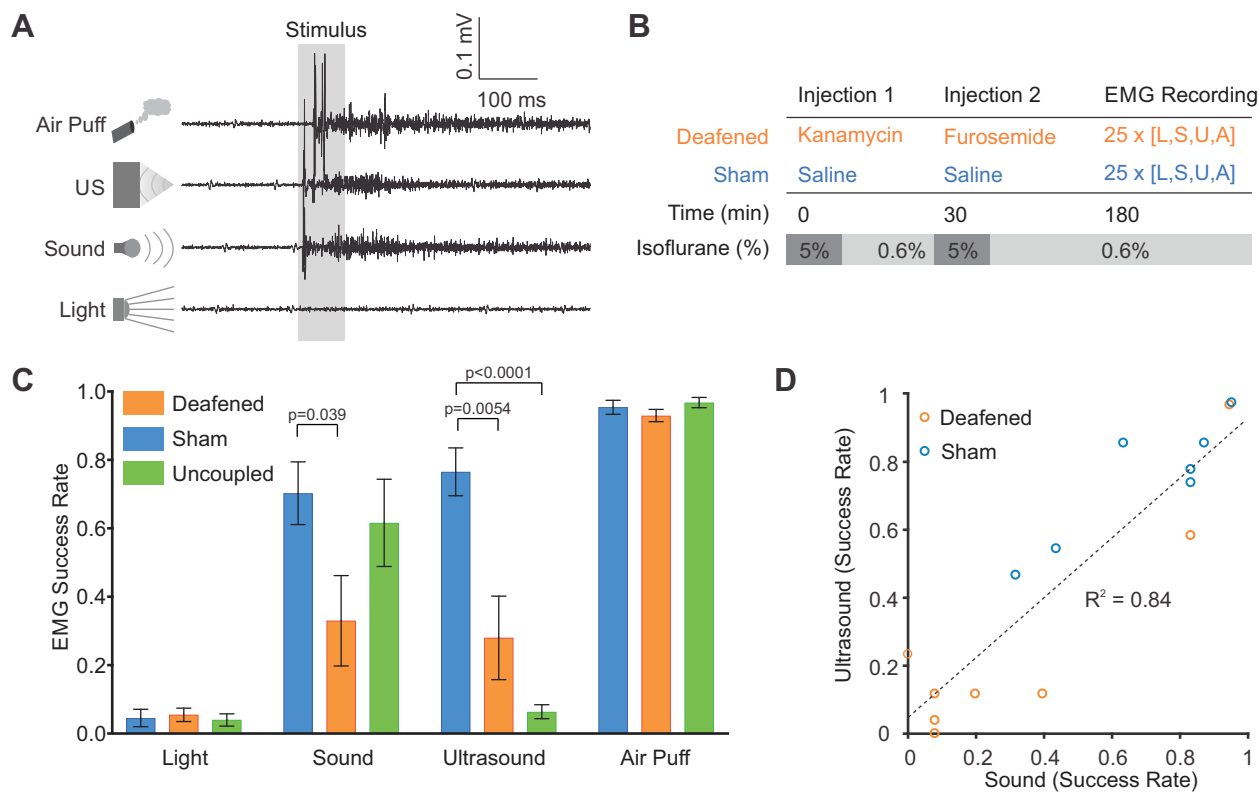 A
Stimulus
0.1 mV
100 ms
Air Puff
US
Sound
Light
B
Injection 1 Injection 2 EMG Recording
Deafened Kanamycin Furosemide 25 x [L,S,U,A]
Sham Saline Saline 25 x [L,S,U,A]
Time (min) 0 30 180
Isoflurane (%) 5% 0.6% 5% 0.6%
C
EMG Success Rate
1.0
0.8
0.6
0.4
0.2
0.0
Deafened
Sham
Uncoupled
p=0.039
p<0.0001
p=0.0054
Light Sound Ultrasound Air Puff
D
Ultrasound (Success Rate)
1
0.8
0.6
0.4
0.2
0
Deafened
Sham
R² = 0.84
0 0.2 0.4 0.6 0.8 1
Sound (Success Rate)